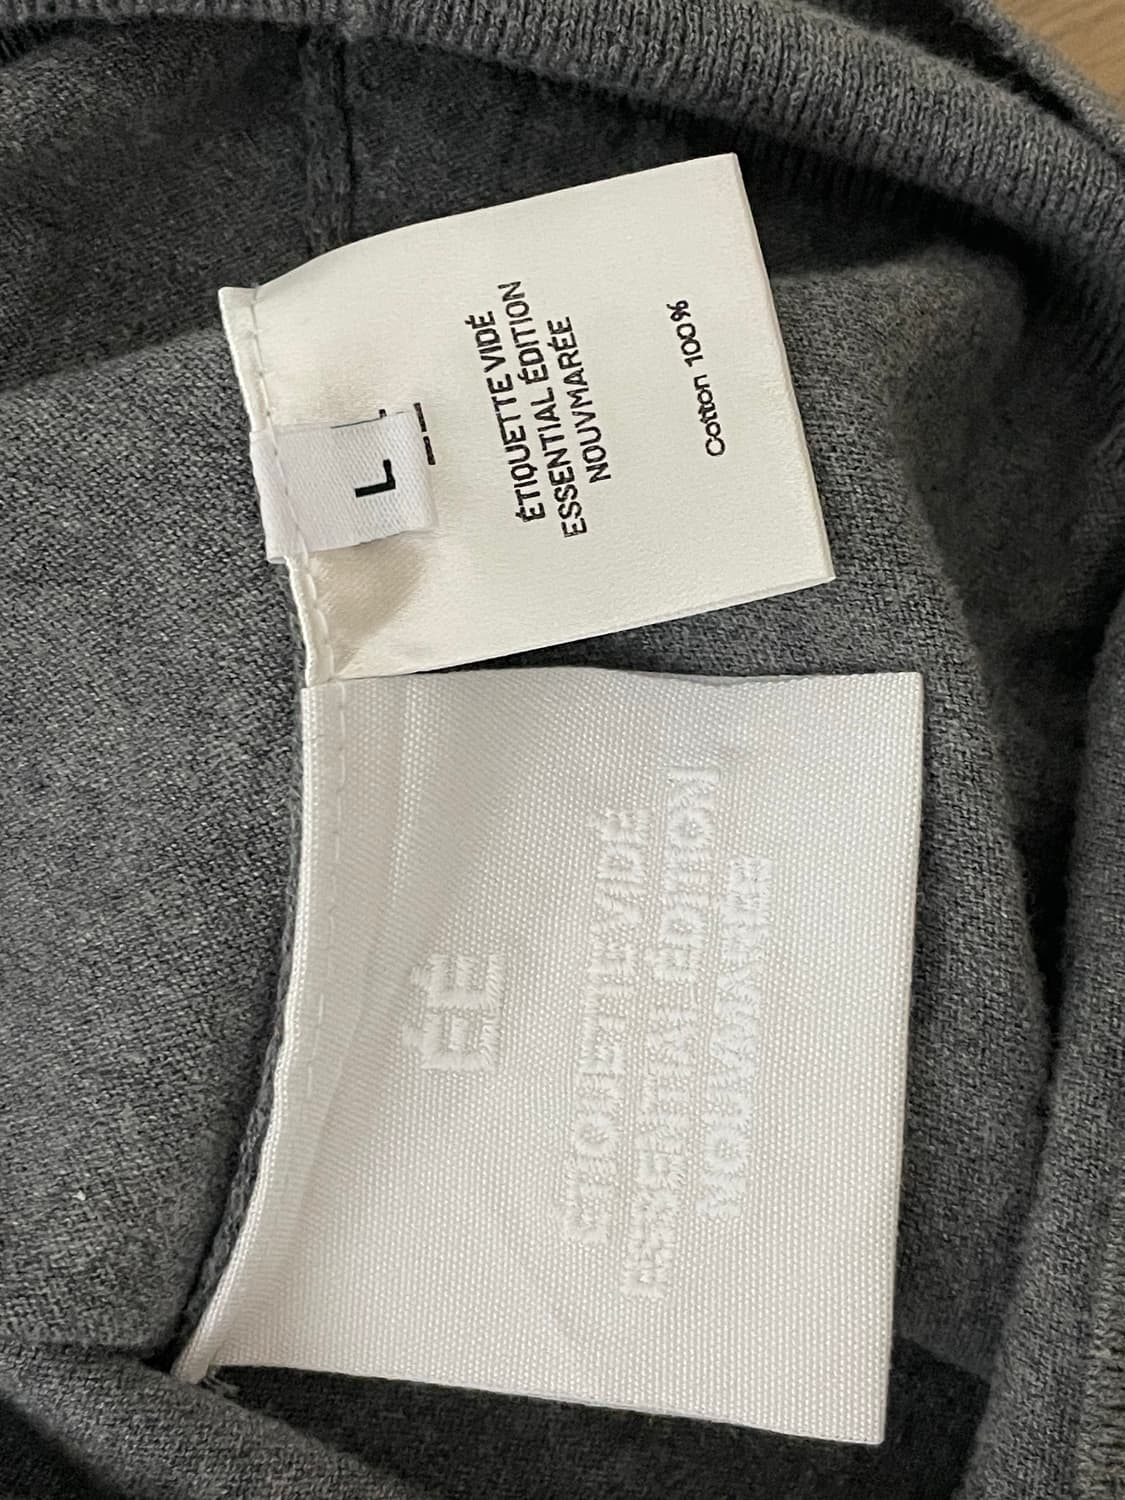 L
ÉTIQUETTE VIDÉ
ESSENTIAL ÉDITION
NOUVMARÉE
Cotton 100%
ÉÉ
ÉTIQUETTE VIDÉ
ESSENTIAL ÉDITION
NOUVMARÉE